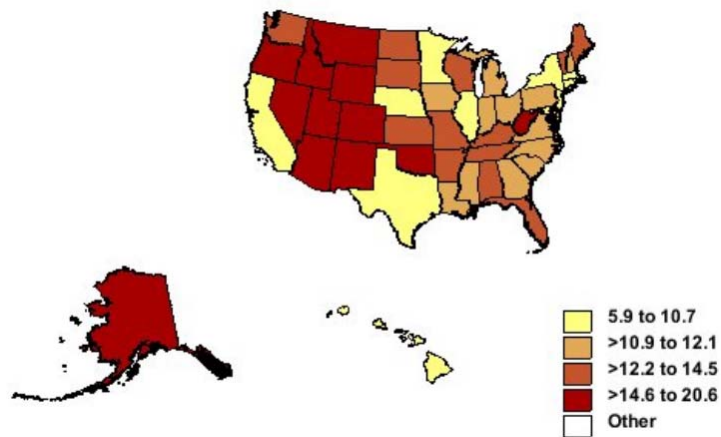 5.9 to 10.7
>10.9 to 12.1
>12.2 to 14.5
>14.6 to 20.6
Other